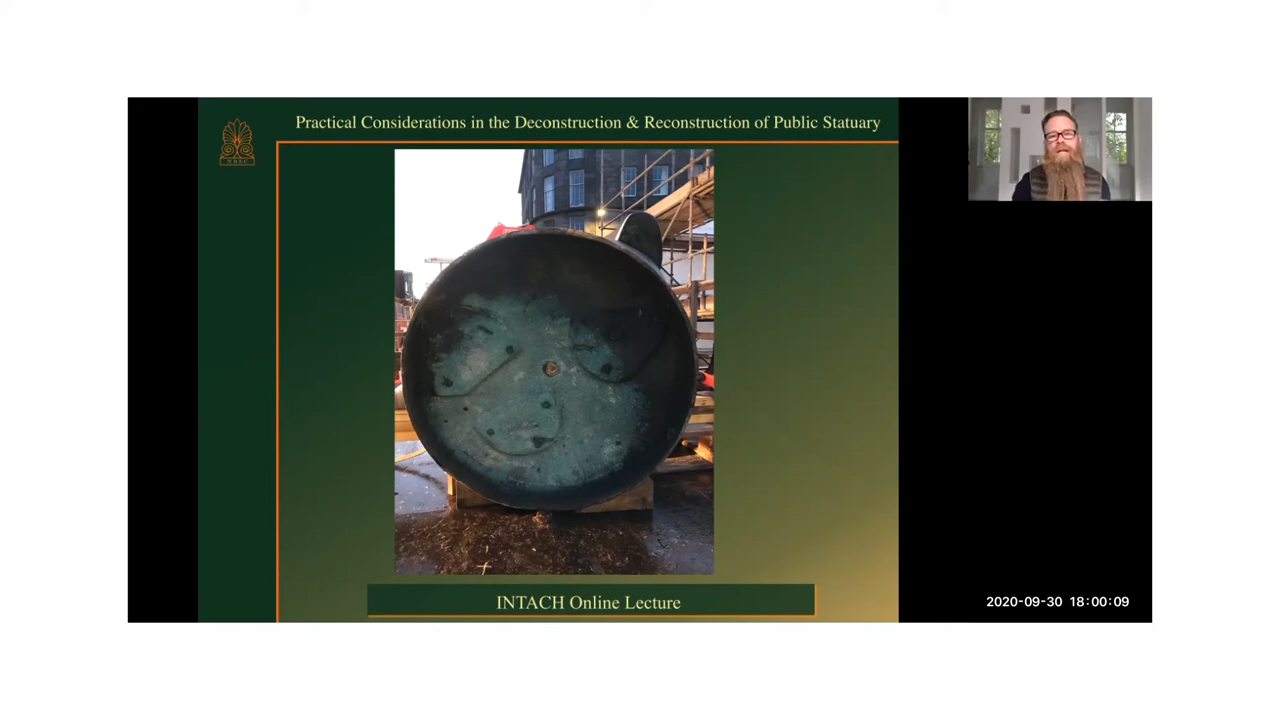 Practical Considerations in the Deconstruction & Reconstruction of Public Statuary
INTACH Online Lecture
2020-09-30 18:00:09